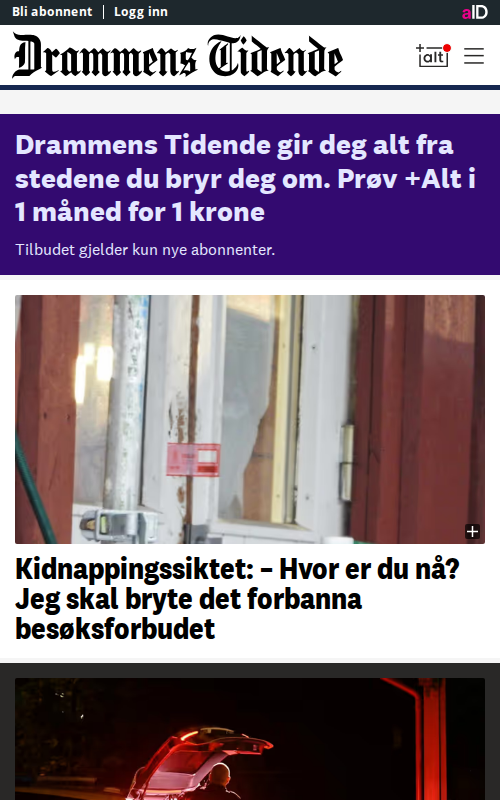 Bli abonnent
Logg inn
aID
Drammens Tidende
+alt
Drammens Tidende gir deg alt fra
stedene du bryr deg om. Prøv +Alt i
1 måned for 1 krone
Tilbudet gjelder kun nye abonnenter.
Kidnappingssiktet: – Hvor er du nå?
Jeg skal bryte det forbanna
besøksforbudet